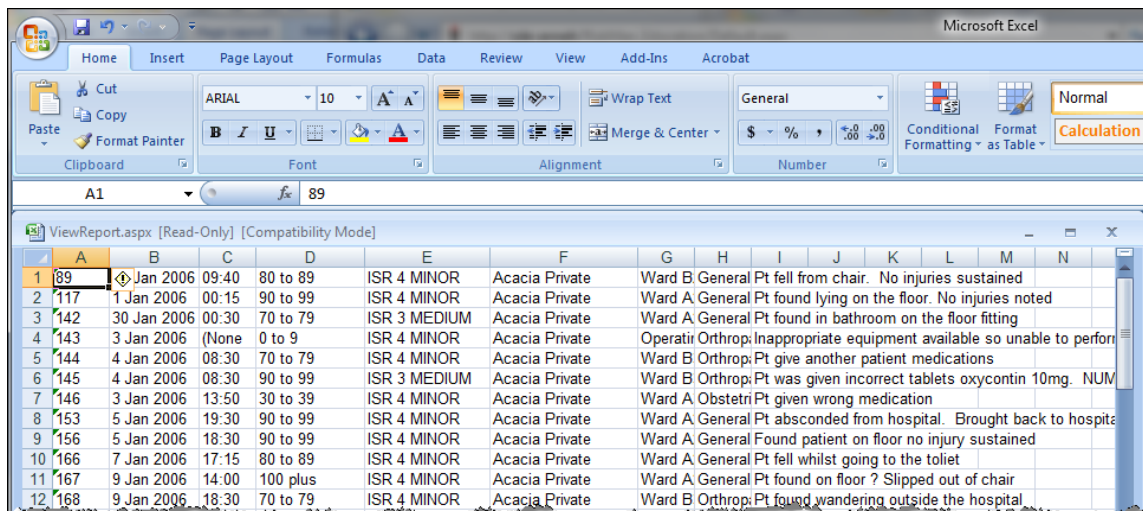 Microsoft Excel
Home Insert Page Layout Formulas Data Review View Add-Ins Acrobat
Cut
Copy
Format Painter
Paste
Clipboard
ARIAL 10 A A
B I U A
Font
Wrap Text
Merge & Center
Alignment
General
$ % , .0 .00 .00 .0
Number
Conditional Formatting
Format as Table
Normal
Calculation
A1 fx 89
ViewReport.aspx [Read-Only] [Compatibility Mode]
A B C D E F G H I J K L M N
1 89 Jan 2006 09:40 80 to 89 ISR 4 MINOR Acacia Private Ward B General Pt fell from chair. No injuries sustained
2 117 1 Jan 2006 00:15 90 to 99 ISR 4 MINOR Acacia Private Ward A General Pt found lying on the floor. No injuries noted
3 142 30 Jan 2006 00:30 70 to 79 ISR 3 MEDIUM Acacia Private Ward A General Pt found in bathroom on the floor fitting
4 143 3 Jan 2006 (None 0 to 9 ISR 4 MINOR Acacia Private Operatin Orthopa Inappropriate equipment available so unable to perforr
5 144 4 Jan 2006 08:30 70 to 79 ISR 4 MINOR Acacia Private Ward B Orthopa Pt give another patient medications
6 145 4 Jan 2006 08:30 90 to 99 ISR 3 MEDIUM Acacia Private Ward B Orthopa Pt was given incorrect tablets oxycontin 10mg. NUM
7 146 3 Jan 2006 13:50 30 to 39 ISR 4 MINOR Acacia Private Ward A Obstetri Pt given wrong medication
8 153 5 Jan 2006 19:30 90 to 99 ISR 4 MINOR Acacia Private Ward A General Pt absconded from hospital. Brought back to hospita
9 156 5 Jan 2006 18:30 90 to 99 ISR 4 MINOR Acacia Private Ward A General Found patient on floor no injury sustained
10 166 7 Jan 2006 17:15 80 to 89 ISR 4 MINOR Acacia Private Ward A General Pt fell whilst going to the toliet
11 167 9 Jan 2006 14:00 100 plus ISR 4 MINOR Acacia Private Ward A General Pt found on floor ? Slipped out of chair
12 168 9 Jan 2006 18:30 70 to 79 ISR 4 MINOR Acacia Private Ward B Orthopa Pt found wandering outside the hospital